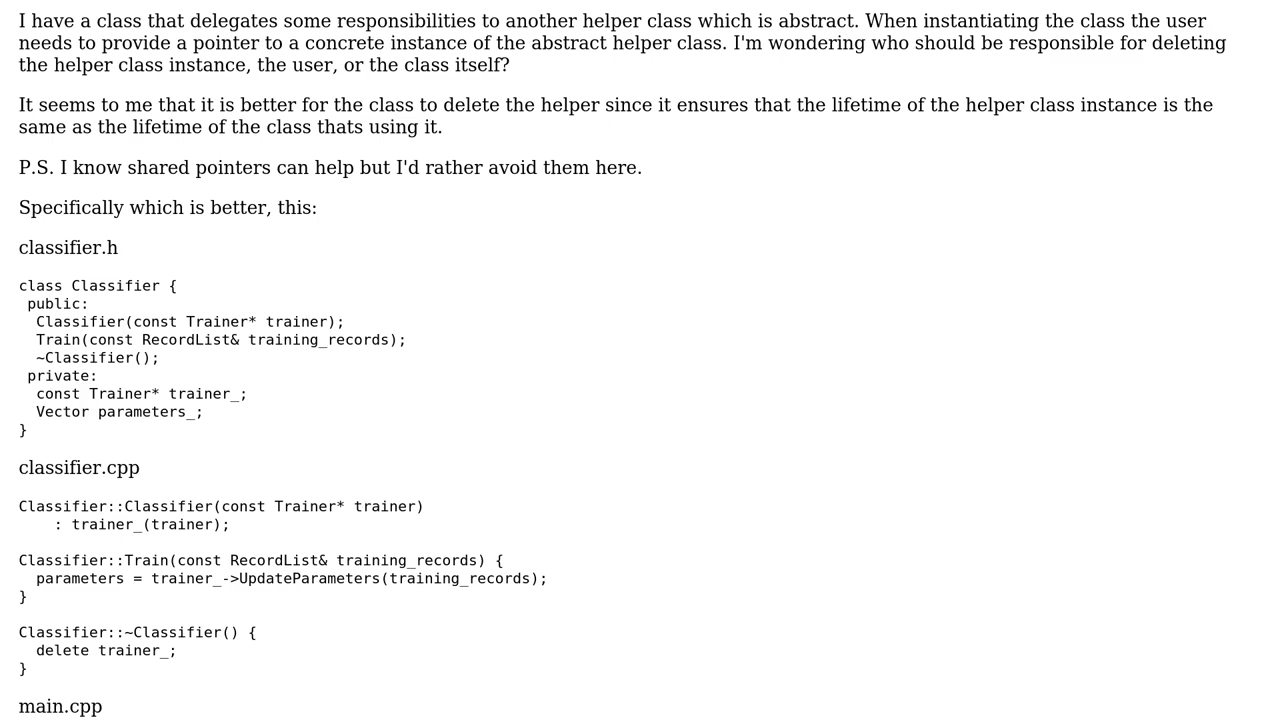 I have a class that delegates some responsibilities to another helper class which is abstract. When instantiating the class the user
needs to provide a pointer to a concrete instance of the abstract helper class. I'm wondering who should be responsible for deleting
the helper class instance, the user, or the class itself?
It seems to me that it is better for the class to delete the helper since it ensures that the lifetime of the helper class instance is the
same as the lifetime of the class thats using it.
P.S. I know shared pointers can help but I'd rather avoid them here.
Specifically which is better, this:
classifier.h
class Classifier {
 public:
  Classifier(const Trainer* trainer);
  Train(const RecordList& training_records);
  ~Classifier();
 private:
  const Trainer* trainer_;
  Vector parameters_;
}
classifier.cpp
Classifier::Classifier(const Trainer* trainer)
    : trainer_(trainer);
Classifier::Train(const RecordList& training_records) {
  parameters = trainer_->UpdateParameters(training_records);
}
Classifier::~Classifier() {
  delete trainer_;
}
main.cpp